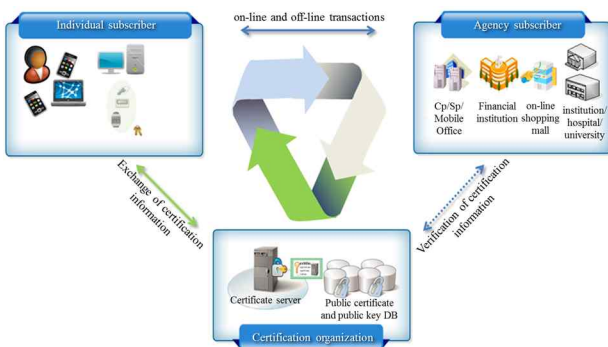 Individual subscriber
on-line and off-line transactions
Agency subscriber
Cp/Sp/
Mobile
Office
Financial
institution
on-line
shopping
mall
institution/
hospital/
university
Exchange of certification
information
Verification of certification
information
Certificate server
Public certificate
and public key DB
Certification organization